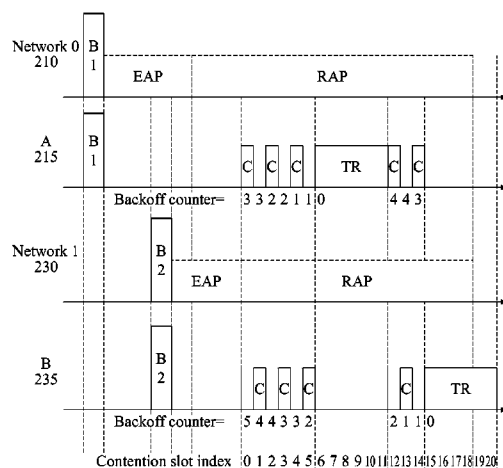 Network 0
210
B
1
EAP
RAP
A
215
B
1
C C C TR C C
Backoff counter= 3 3 2 2 1 1 0 4 4 3
Network 1
230
B
2
EAP
RAP
B
235
B
2
C C C C TR
Backoff counter= 5 4 4 3 3 2 2 1 1 0
Contention slot index 0 1 2 3 4 5 6 7 8 9 10 11 12 13 14 15 16 17 18 19 20